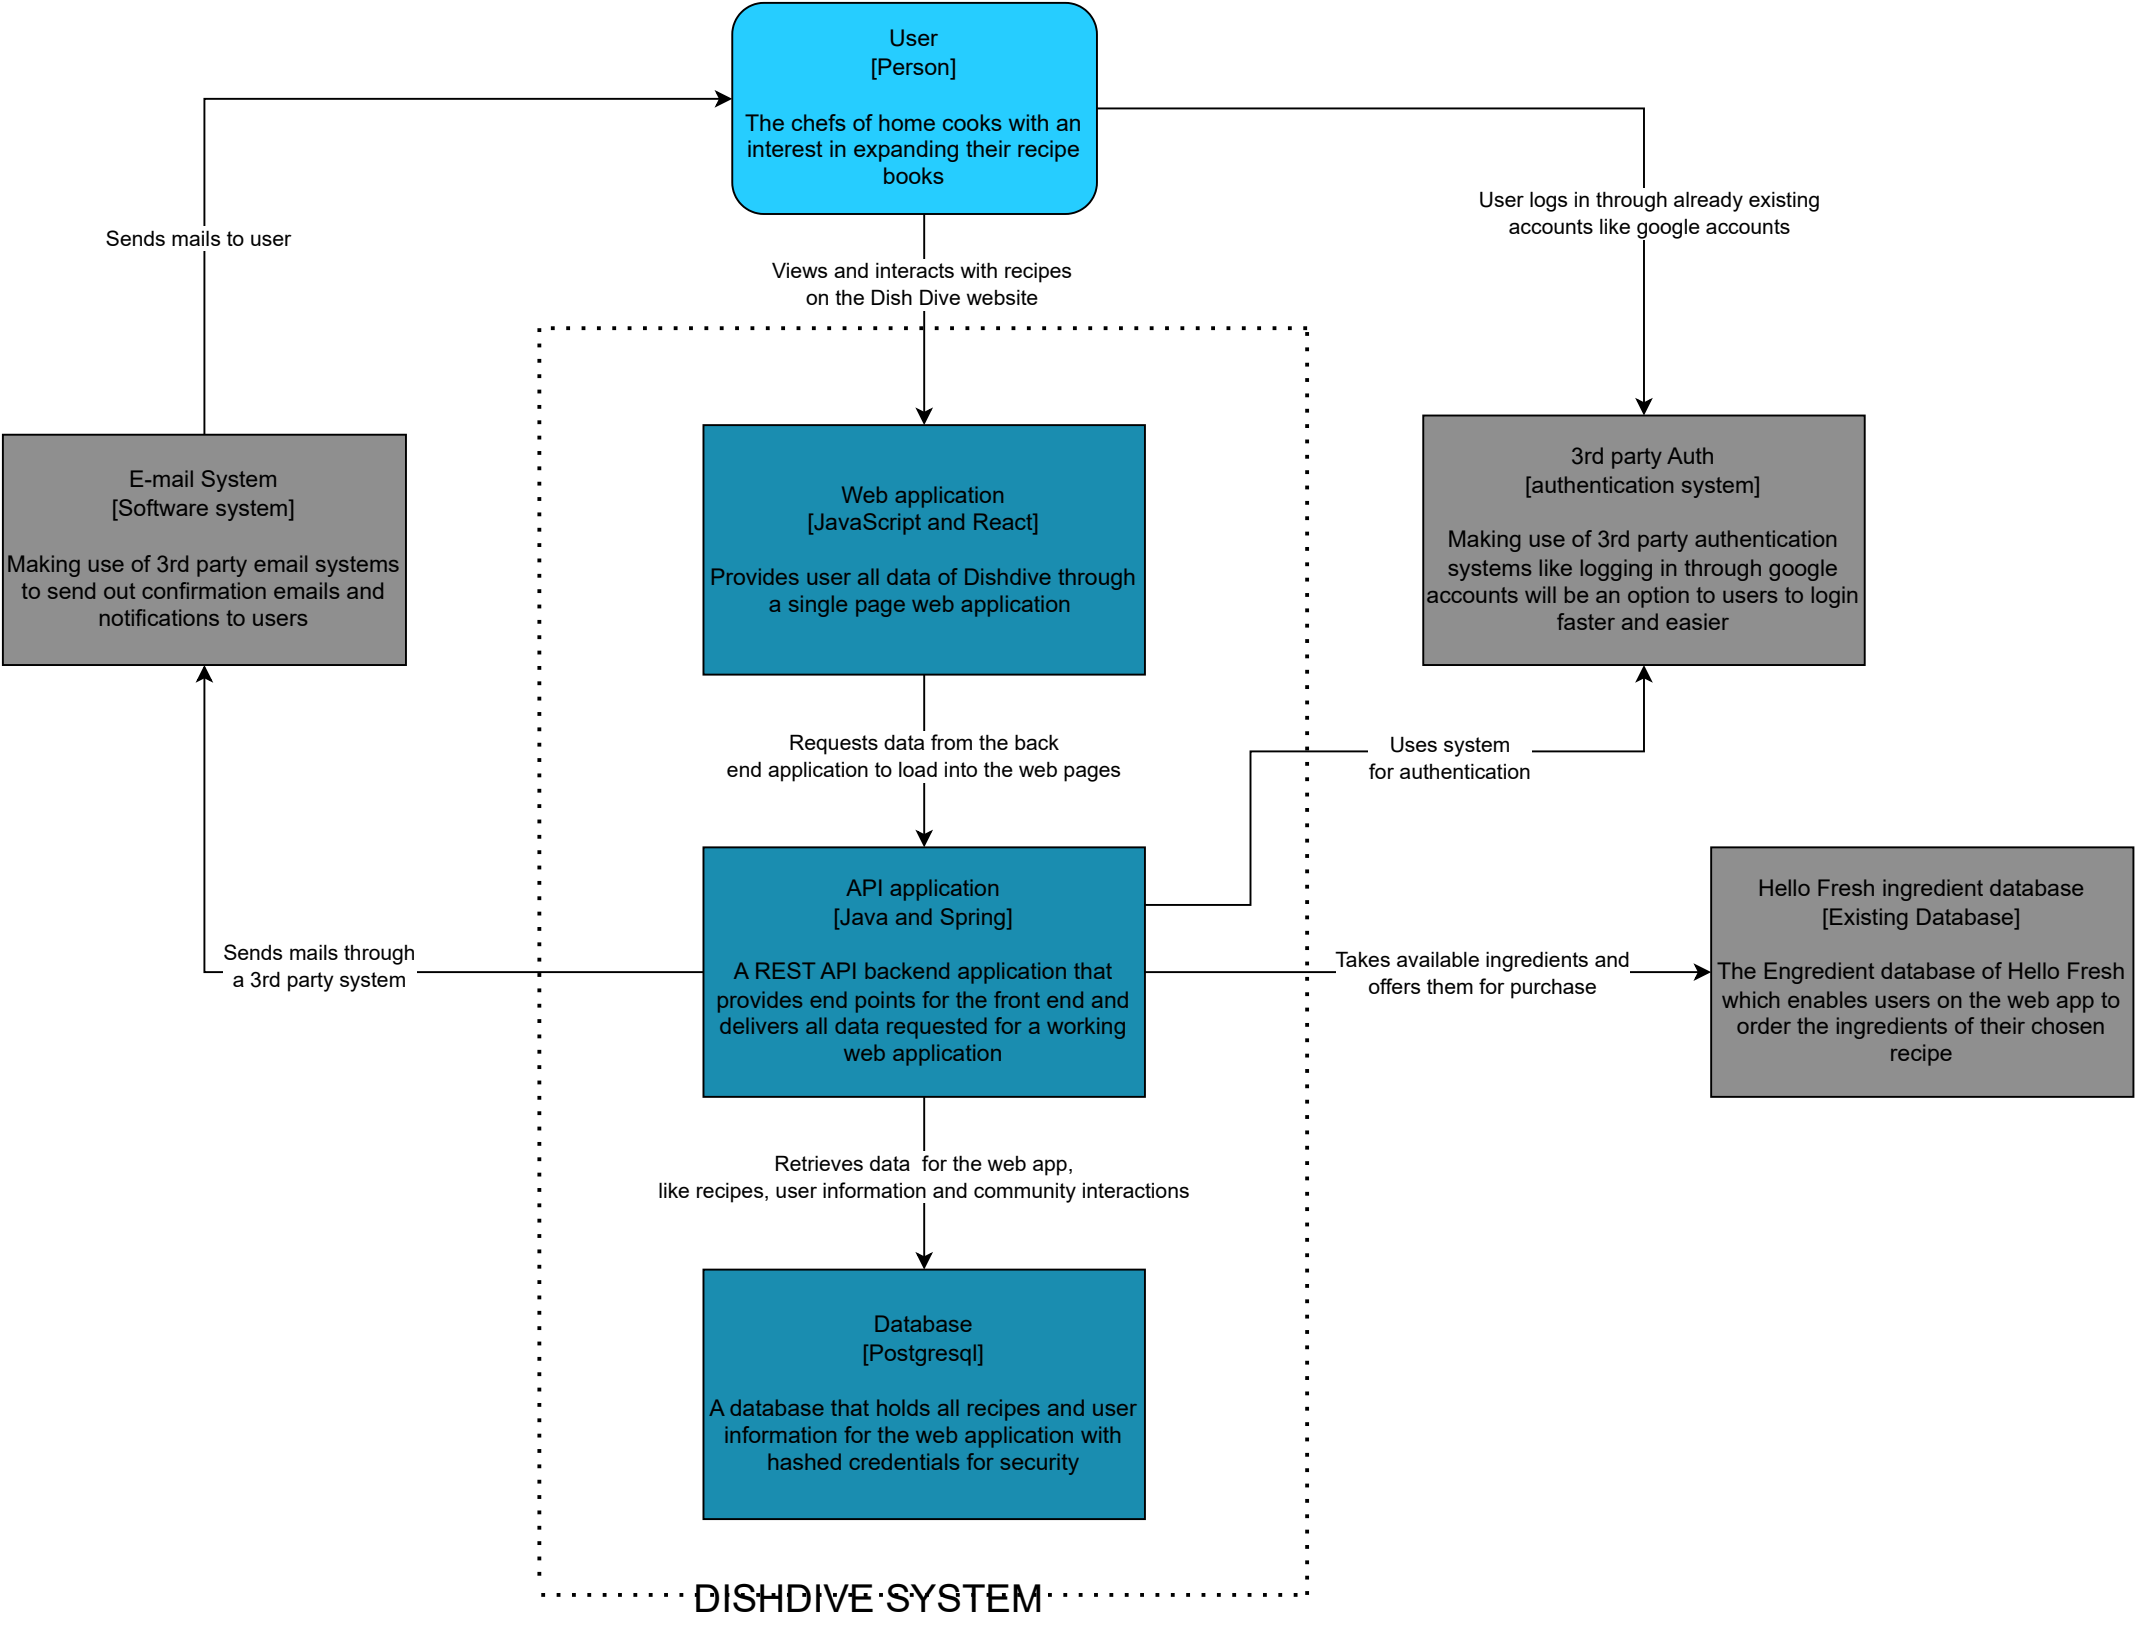 User
[Person]
The chefs of home cooks with an
interest in expanding their recipe
books
Sends mails to user
User logs in through already existing
accounts like google accounts
Views and interacts with recipes
on the Dish Dive website
E-mail System
[Software system]
Making use of 3rd party email systems
to send out confirmation emails and
notifications to users
Web application
[JavaScript and React]
Provides user all data of Dishdive through
a single page web application
3rd party Auth
[authentication system]
Making use of 3rd party authentication
systems like logging in through google
accounts will be an option to users to login
faster and easier
Requests data from the back
end application to load into the web pages
Uses system
for authentication
Sends mails through
a 3rd party system
API application
[Java and Spring]
A REST API backend application that
provides end points for the front end and
delivers all data requested for a working
web application
Takes available ingredients and
offers them for purchase
Hello Fresh ingredient database
[Existing Database]
The Engredient database of Hello Fresh
which enables users on the web app to
order the ingredients of their chosen
recipe
Retrieves data  for the web app,
like recipes, user information and community interactions
Database
[Postgresql]
A database that holds all recipes and user
information for the web application with
hashed credentials for security
DISHDIVE SYSTEM